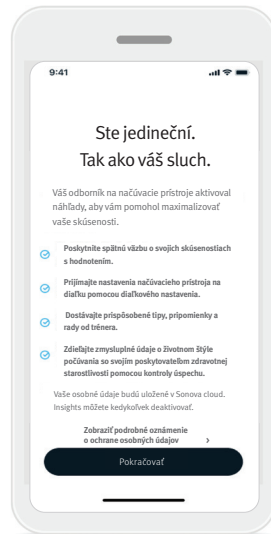 9:41
Ste jedineční.
Tak ako váš sluch.
Váš odborník na načúvacie prístroje aktivoval
náhľady, aby vám pomohol maximalizovať
vaše skúsenosti.
Poskytnite spätnú väzbu o svojich skúsenostiach
s hodnotením.
Prijímajte nastavenia načúvacieho prístroja na
diaľku pomocou diaľkového nastavenia.
Dostávajte prispôsobené tipy, pripomienky a
rady od trénera.
Zdieľajte zmysluplné údaje o životnom štýle
počúvania so svojím poskytovateľom zdravotnej
starostlivosti pomocou kontroly úspechu.
Vaše osobné údaje budú uložené v Sonova cloud.
Insights môžete kedykoľvek deaktivovať.
Zobraziť podrobné oznámenie
o ochrane osobných údajov
Pokračovať